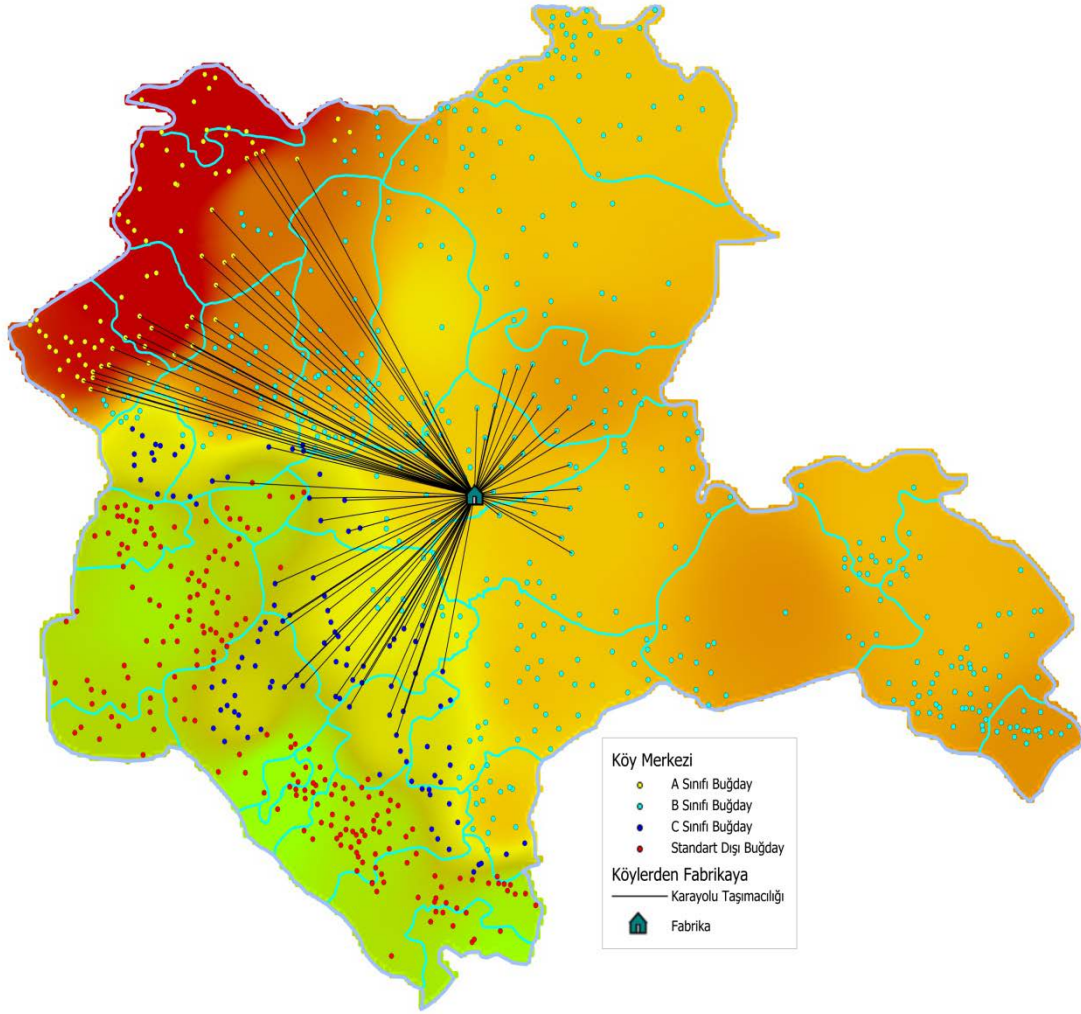 Köy Merkezi
A Sınıfı Buğday
B Sınıfı Buğday
C Sınıfı Buğday
Standart Dışı Buğday
Köylerden Fabrikaya
Karayolu Taşımacılığı
Fabrika